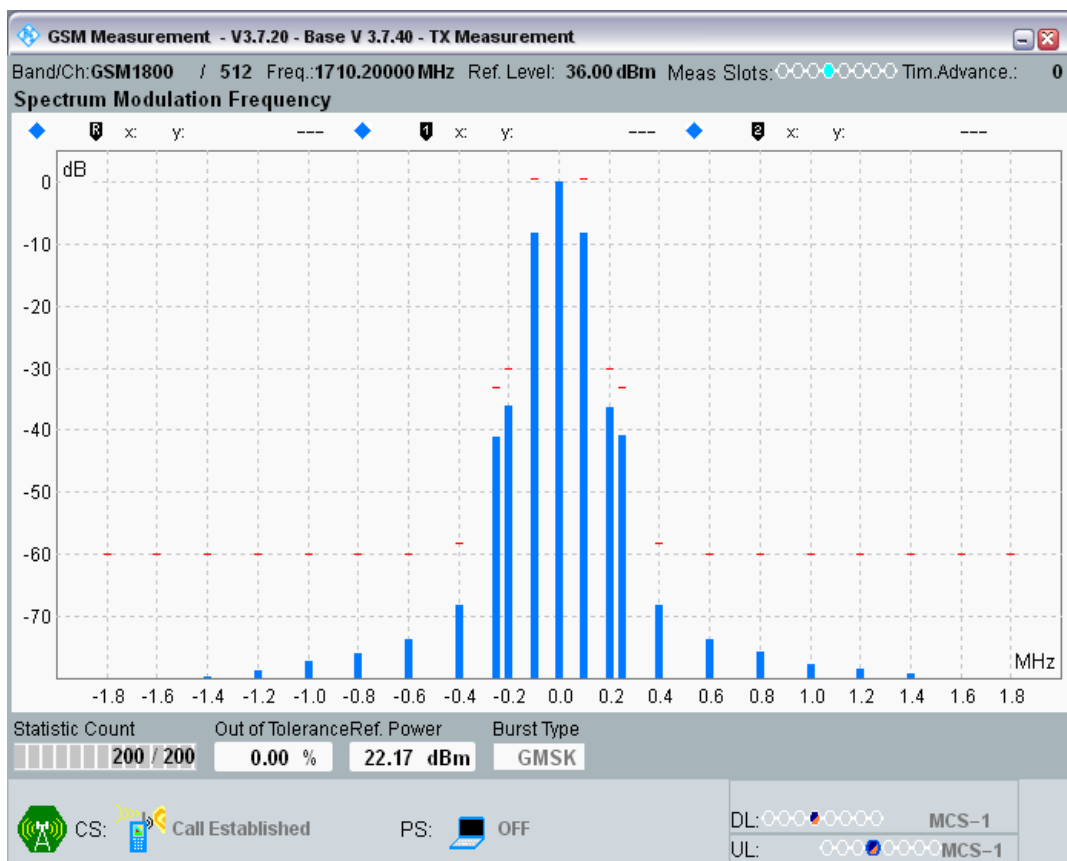 GSM Measurement - V3.7.20 - Base V 3.7.40 - TX Measurement
Band/Ch:GSM1800 / 512 Freq.:1710.20000 MHz Ref. Level: 36.00 dBm Meas Slots: Tim.Advance.: 0
Spectrum Modulation Frequency
R x: y: --- 1 x: y: --- 2 x: y: ---
dB
0
-10
-20
-30
-40
-50
-60
-70
MHz
-1.8 -1.6 -1.4 -1.2 -1.0 -0.8 -0.6 -0.4 -0.2 0.0 0.2 0.4 0.6 0.8 1.0 1.2 1.4 1.6 1.8
Statistic Count Out of Tolerance Ref. Power Burst Type
200 / 200 0.00 % 22.17 dBm GMSK
CS: Call Established PS: OFF
DL: MCS-1
UL: MCS-1